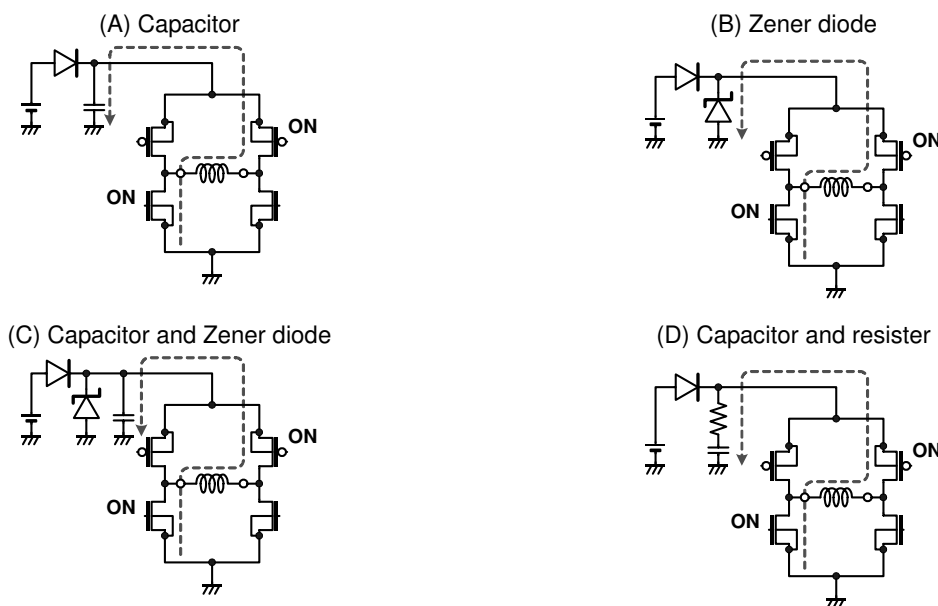 (A) Capacitor
ON
ON
(B) Zener diode
ON
ON
(C) Capacitor and Zener diode
ON
ON
(D) Capacitor and resister
ON
ON